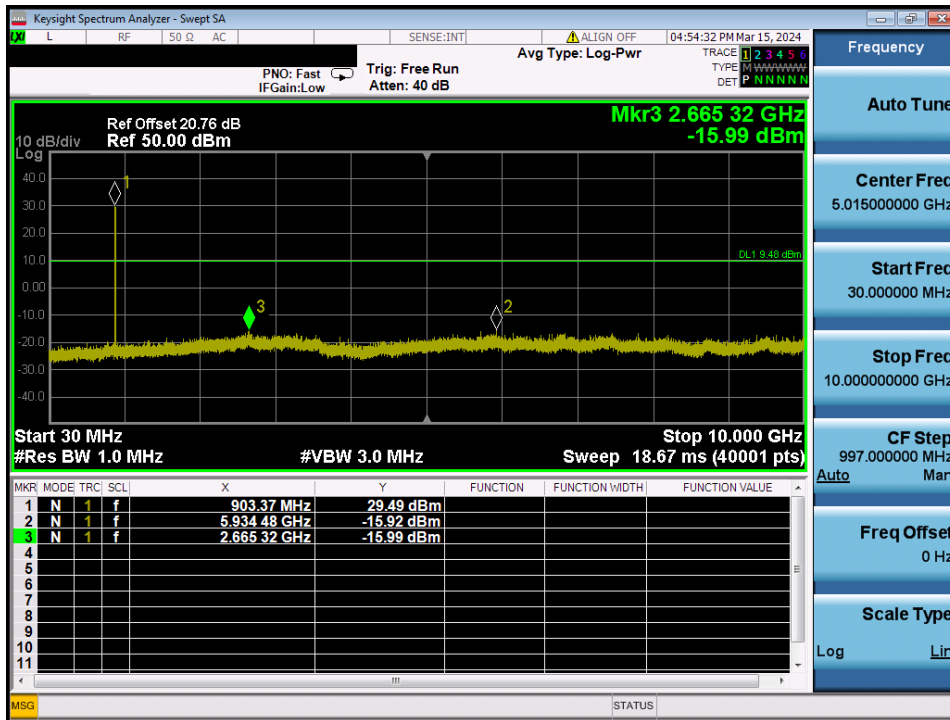 Keysight Spectrum Analyzer - Swept SA
LXI L RF 50 Ω AC SENSE:INT ALIGN OFF 04:54:32 PM Mar 15, 2024
Frequency
PNO: Fast
IFGain:Low
Trig: Free Run
Atten: 40 dB
Avg Type: Log-Pwr
TRACE 1 2 3 4 5 6
TYPE M W W W W W
DET P N N N N N
Auto Tune
Mkr3 2.665 32 GHz
-15.99 dBm
Ref Offset 20.76 dB
10 dB/div Ref 50.00 dBm
Log
40.0
30.0
20.0
10.0
0.00
-10.0
-20.0
-30.0
-40.0
1
2
3
DL1 9.48 dBm
Center Freq
5.015000000 GHz
Start Freq
30.000000 MHz
Stop Freq
10.000000000 GHz
Start 30 MHz Stop 10.000 GHz
#Res BW 1.0 MHz #VBW 3.0 MHz Sweep 18.67 ms (40001 pts)
CF Step
997.000000 MHz
Auto Man
MKR MODE TRC SCL X Y FUNCTION FUNCTION WIDTH FUNCTION VALUE
1 N 1 f 903.37 MHz 29.49 dBm
2 N 1 f 5.934 48 GHz -15.92 dBm
3 N 1 f 2.665 32 GHz -15.99 dBm
4
5
6
7
8
9
10
11
Freq Offset
0 Hz
Scale Type
Log Lin
MSG STATUS